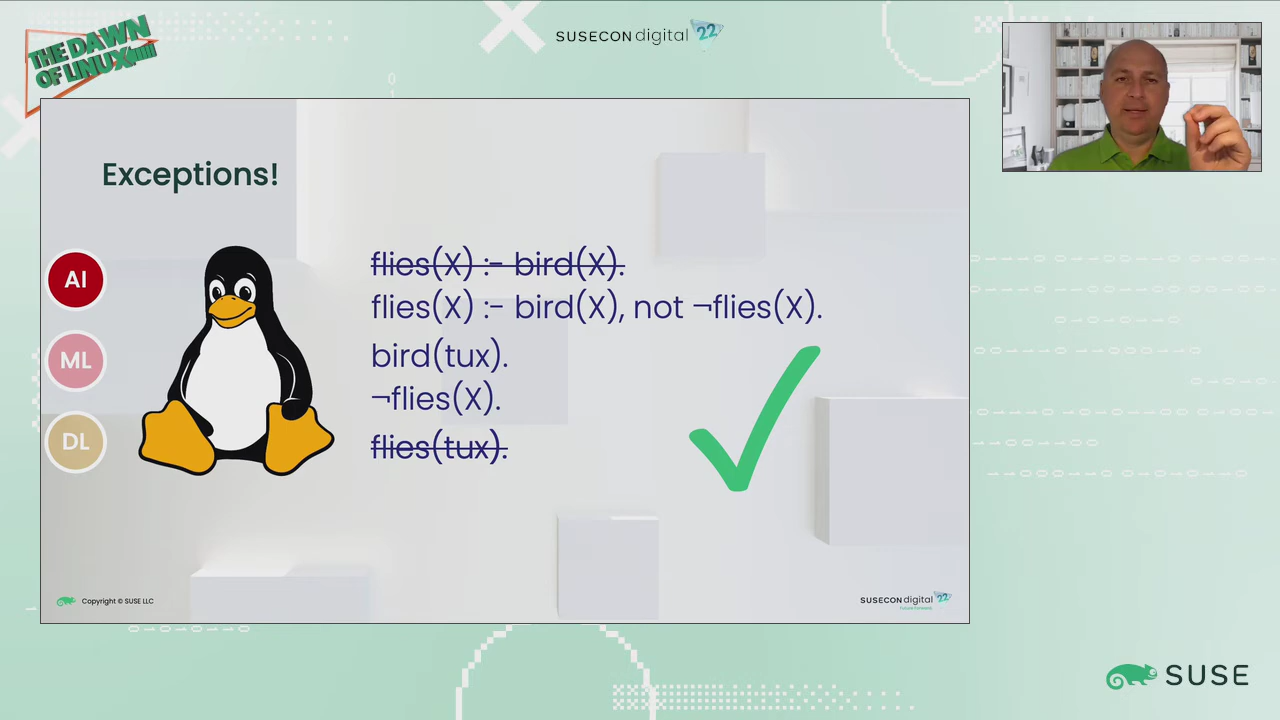 THE DAWN
OF LINUX
SUSECON digital 22
Exceptions!
AI
ML
DL
flies(X) :- bird(X).
flies(X) :- bird(X), not ¬flies(X).
bird(tux).
¬flies(X).
flies(tux).
Copyright © SUSE LLC
SUSECON digital 22
SUSE